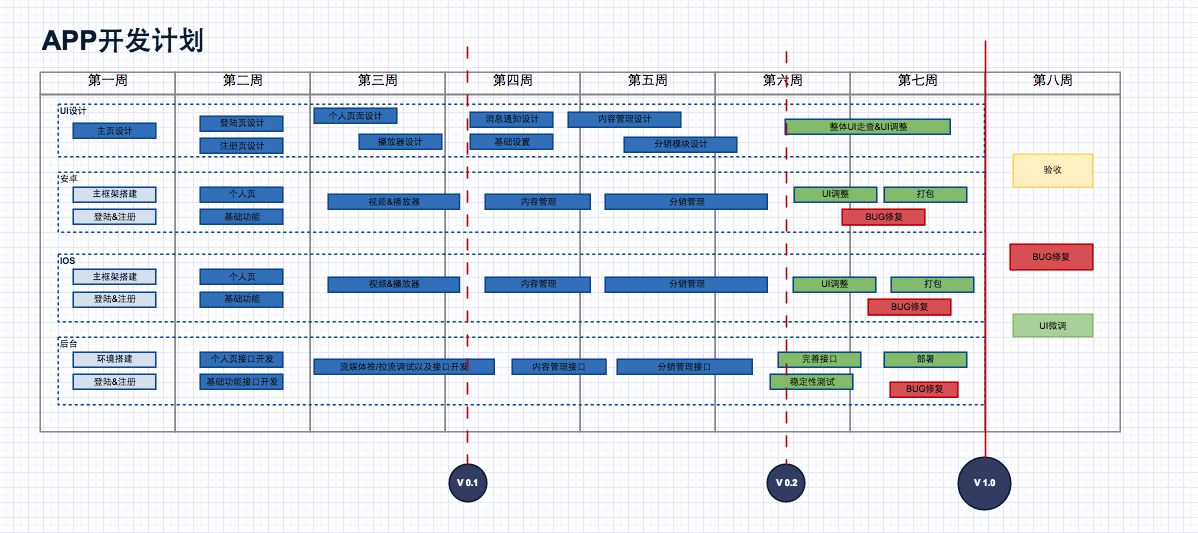 APP开发计划
第一周
第二周
第三周
第四周
第五周
第六周
第七周
第八周
UI设计
主页设计
登陆页设计
注册页设计
个人页面设计
播放器设计
消息通知设计
基础设置
内容管理设计
分销模块设计
整体UI走查&UI调整
安卓
主框架搭建
登陆&注册
个人页
基础功能
视频&播放器
内容管理
分销管理
UI调整
打包
BUG修复
IOS
主框架搭建
登陆&注册
个人页
基础功能
视频&播放器
内容管理
分销管理
UI调整
打包
BUG修复
后台
环境搭建
登陆&注册
个人页接口开发
基础功能接口开发
流媒体推/拉流调试以及接口开发
内容管理接口
分销管理接口
完善接口
稳定性测试
部署
BUG修复
验收
BUG修复
UI微调
V 0.1
V 0.2
V 1.0